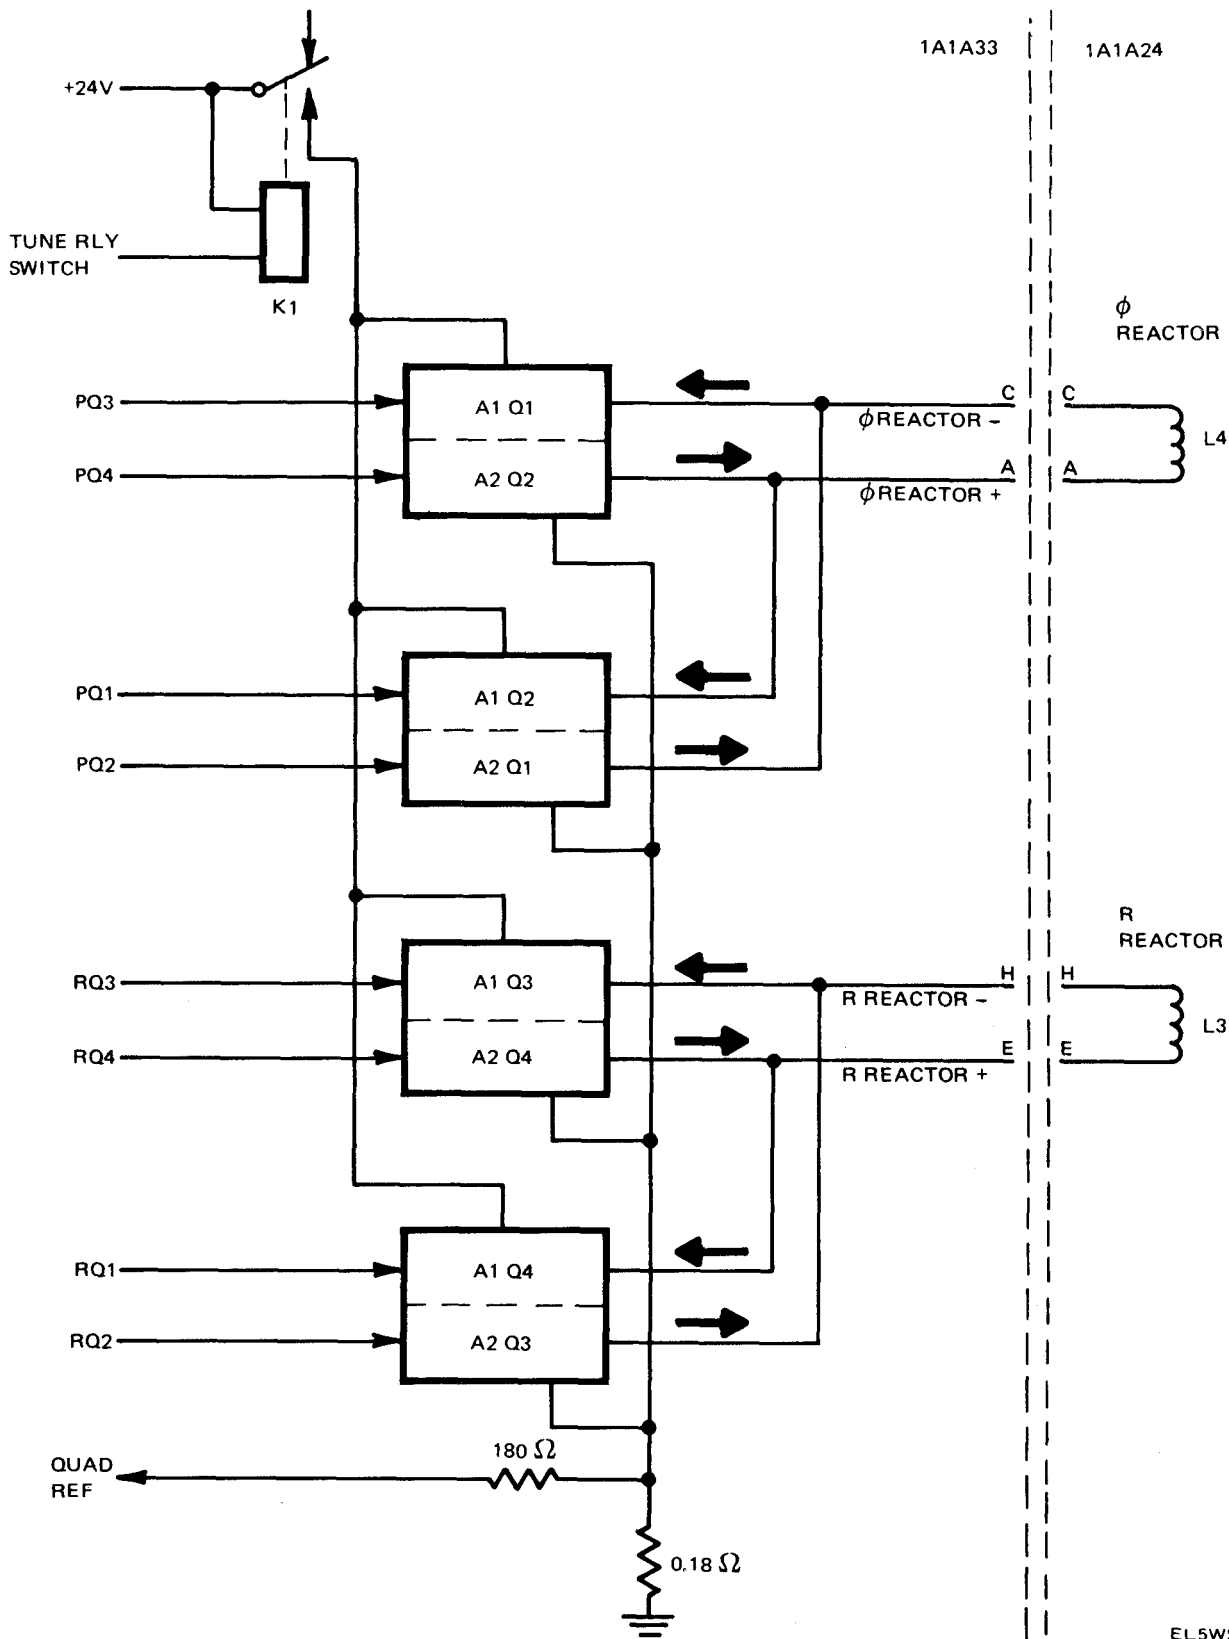 1A1A33
1A1A24
+24V
TUNE RLY
SWITCH
K1
ϕ
REACTOR
PQ3
A1 Q1
C
C
ϕ REACTOR –
L4
PQ4
A2 Q2
A
A
ϕ REACTOR +
PQ1
A1 Q2
PQ2
A2 Q1
R
REACTOR
RQ3
A1 Q3
H
H
R REACTOR –
L3
RQ4
A2 Q4
E
E
R REACTOR +
RQ1
A1 Q4
RQ2
A2 Q3
180 Ω
QUAD
REF
0.18 Ω